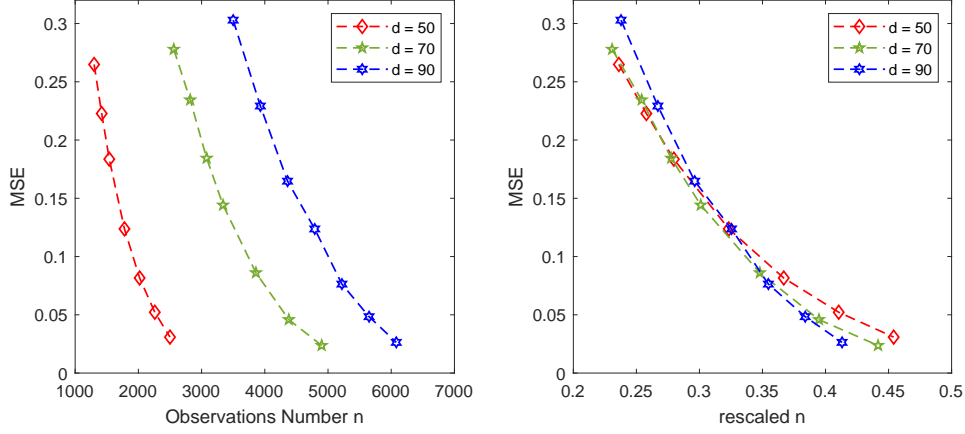 0.3
0.25
0.2
0.15
0.1
0.05
0
MSE
1000 2000 3000 4000 5000 6000 7000
Observations Number n
d = 50
d = 70
d = 90
0.3
0.25
0.2
0.15
0.1
0.05
0
MSE
0.2 0.25 0.3 0.35 0.4 0.45 0.5
rescaled n
d = 50
d = 70
d = 90